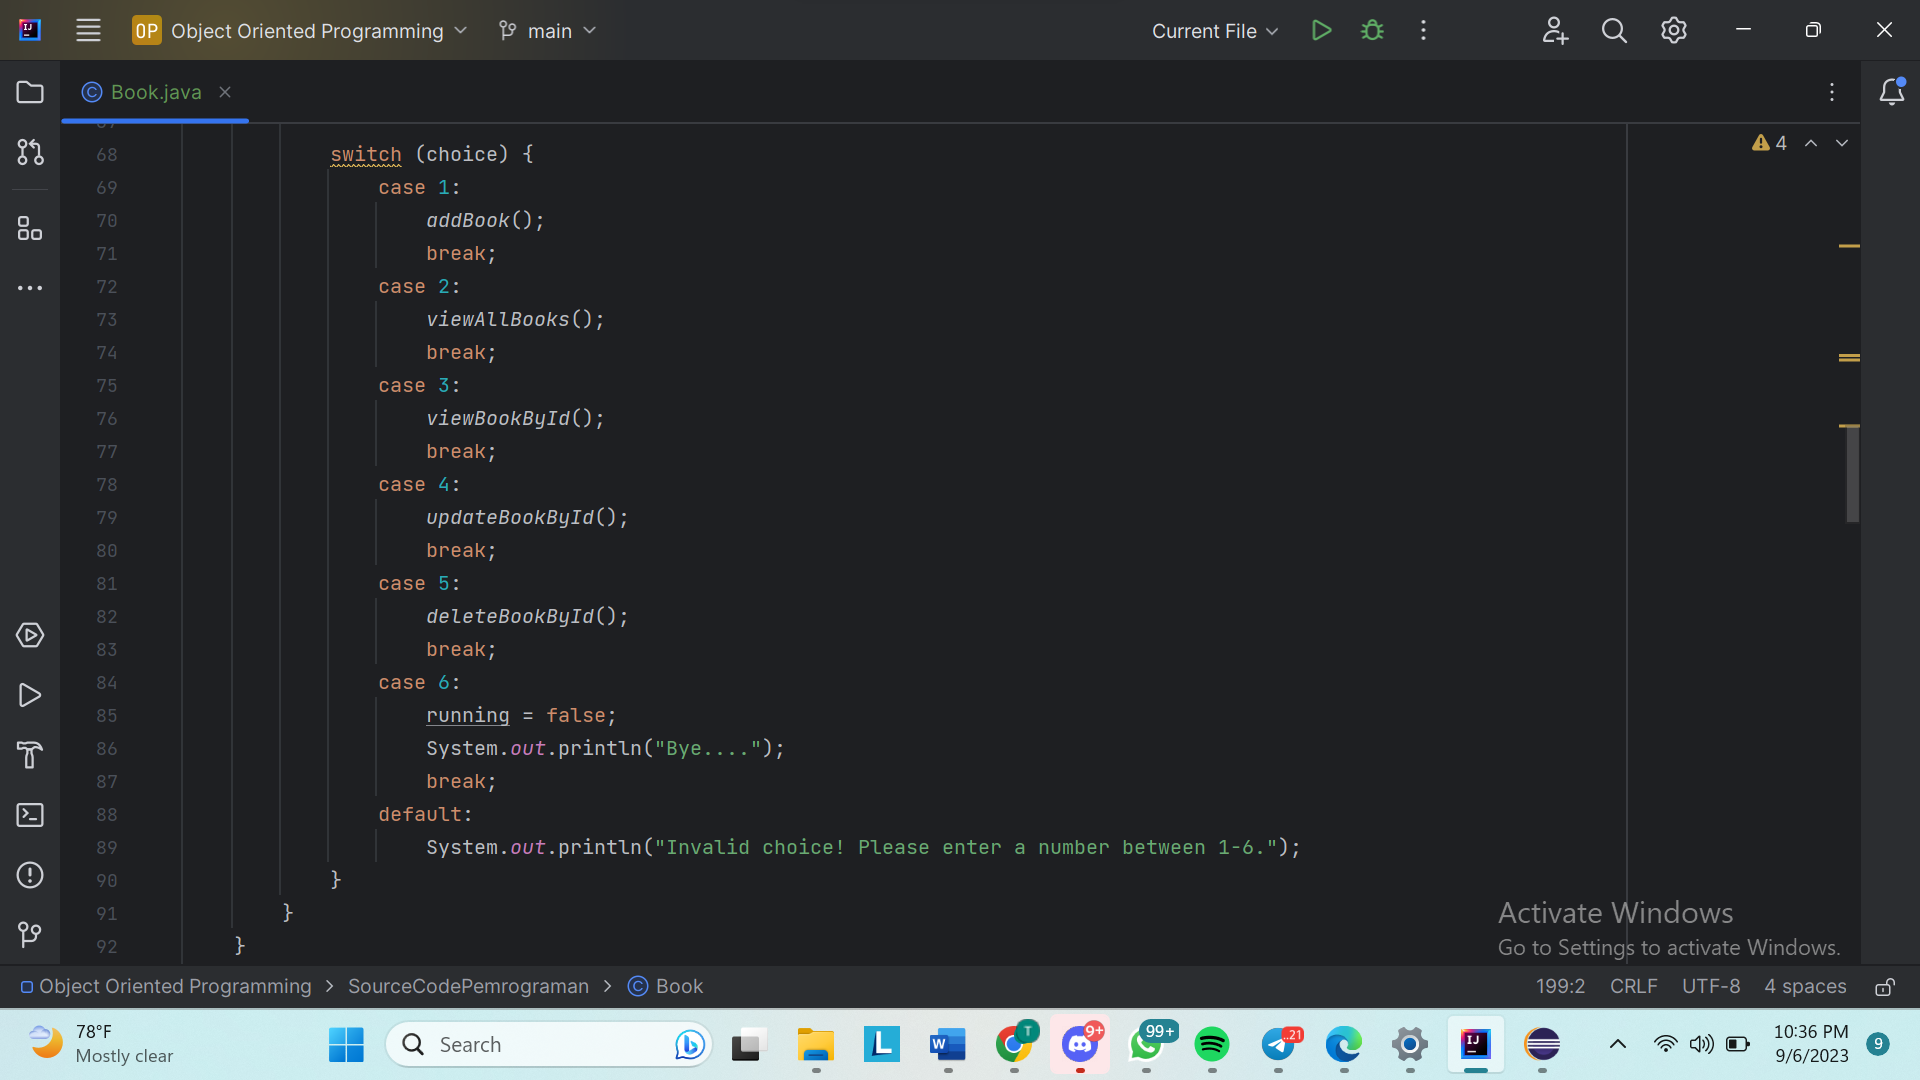 OP Object Oriented Programming main Current File
Book.java
4
68 switch (choice) {
69 case 1:
70 addBook();
71 break;
72 case 2:
73 viewAllBooks();
74 break;
75 case 3:
76 viewBookById();
77 break;
78 case 4:
79 updateBookById();
80 break;
81 case 5:
82 deleteBookById();
83 break;
84 case 6:
85 running = false;
86 System.out.println("Bye....");
87 break;
88 default:
89 System.out.println("Invalid choice! Please enter a number between 1-6.");
90 }
91 }
92 }
Activate Windows
Go to Settings to activate Windows.
Object Oriented Programming > SourceCodePemrograman > Book 199:2 CRLF UTF-8 4 spaces
78°F
Mostly clear
Search
T
9+
99+
..21
10:36 PM
9/6/2023
9